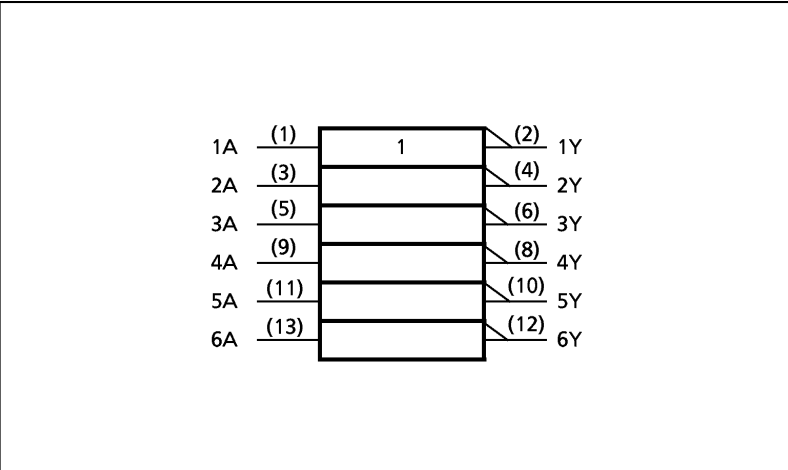 1A (1) 1 (2) 1Y
2A (3) (4) 2Y
3A (5) (6) 3Y
4A (9) (8) 4Y
5A (11) (10) 5Y
6A (13) (12) 6Y